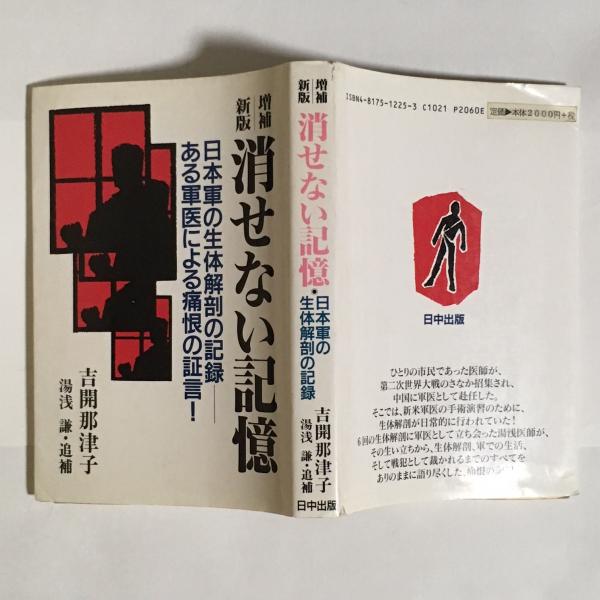 増補
新版
消せない記憶
日本軍の生体解剖の記録——
ある軍医による痛恨の証言!
吉開那津子
湯浅 謙・追補
増補
新版
消せない記憶
•日本軍の
生体解剖の記録
吉開那津子
湯浅 謙・追補
日中出版
ISBN4-8175-1225-3 C1021 P2060E
定価▶本体2000円+税
日中出版
ひとりの市民であった医師が、
第二次世界大戦のさなか招集され、
中国に軍医として赴任した。
そこでは、新米軍医の手術演習のために、
生体解剖が日常的に行われていた!
6回の生体解剖に軍医として立ち会った湯浅医師が、
その生い立ちから、生体解剖、軍での生活、
そして戦犯として裁かれるまでのすべてを
ありのままに語り尽くした、痛恨の